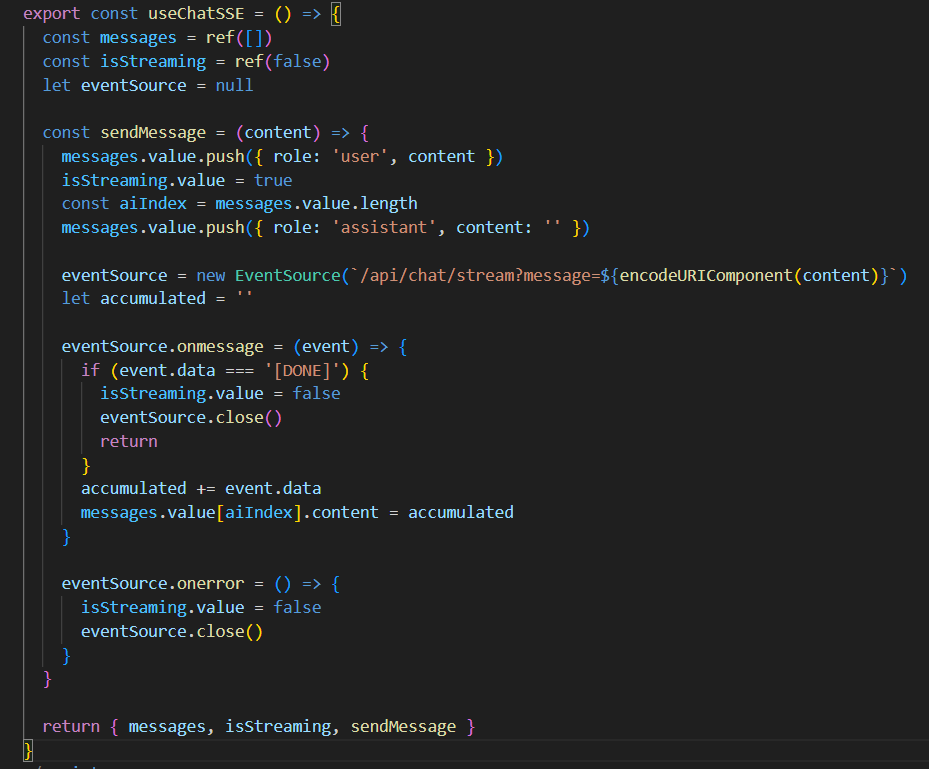 export const useChatSSE = () => {
  const messages = ref([])
  const isStreaming = ref(false)
  let eventSource = null

  const sendMessage = (content) => {
    messages.value.push({ role: 'user', content })
    isStreaming.value = true
    const aiIndex = messages.value.length
    messages.value.push({ role: 'assistant', content: '' })

    eventSource = new EventSource(`/api/chat/stream?message=${encodeURIComponent(content)}`)
    let accumulated = ''

    eventSource.onmessage = (event) => {
      if (event.data === '[DONE]') {
        isStreaming.value = false
        eventSource.close()
        return
      }
      accumulated += event.data
      messages.value[aiIndex].content = accumulated
    }

    eventSource.onerror = () => {
      isStreaming.value = false
      eventSource.close()
    }
  }

  return { messages, isStreaming, sendMessage }
}